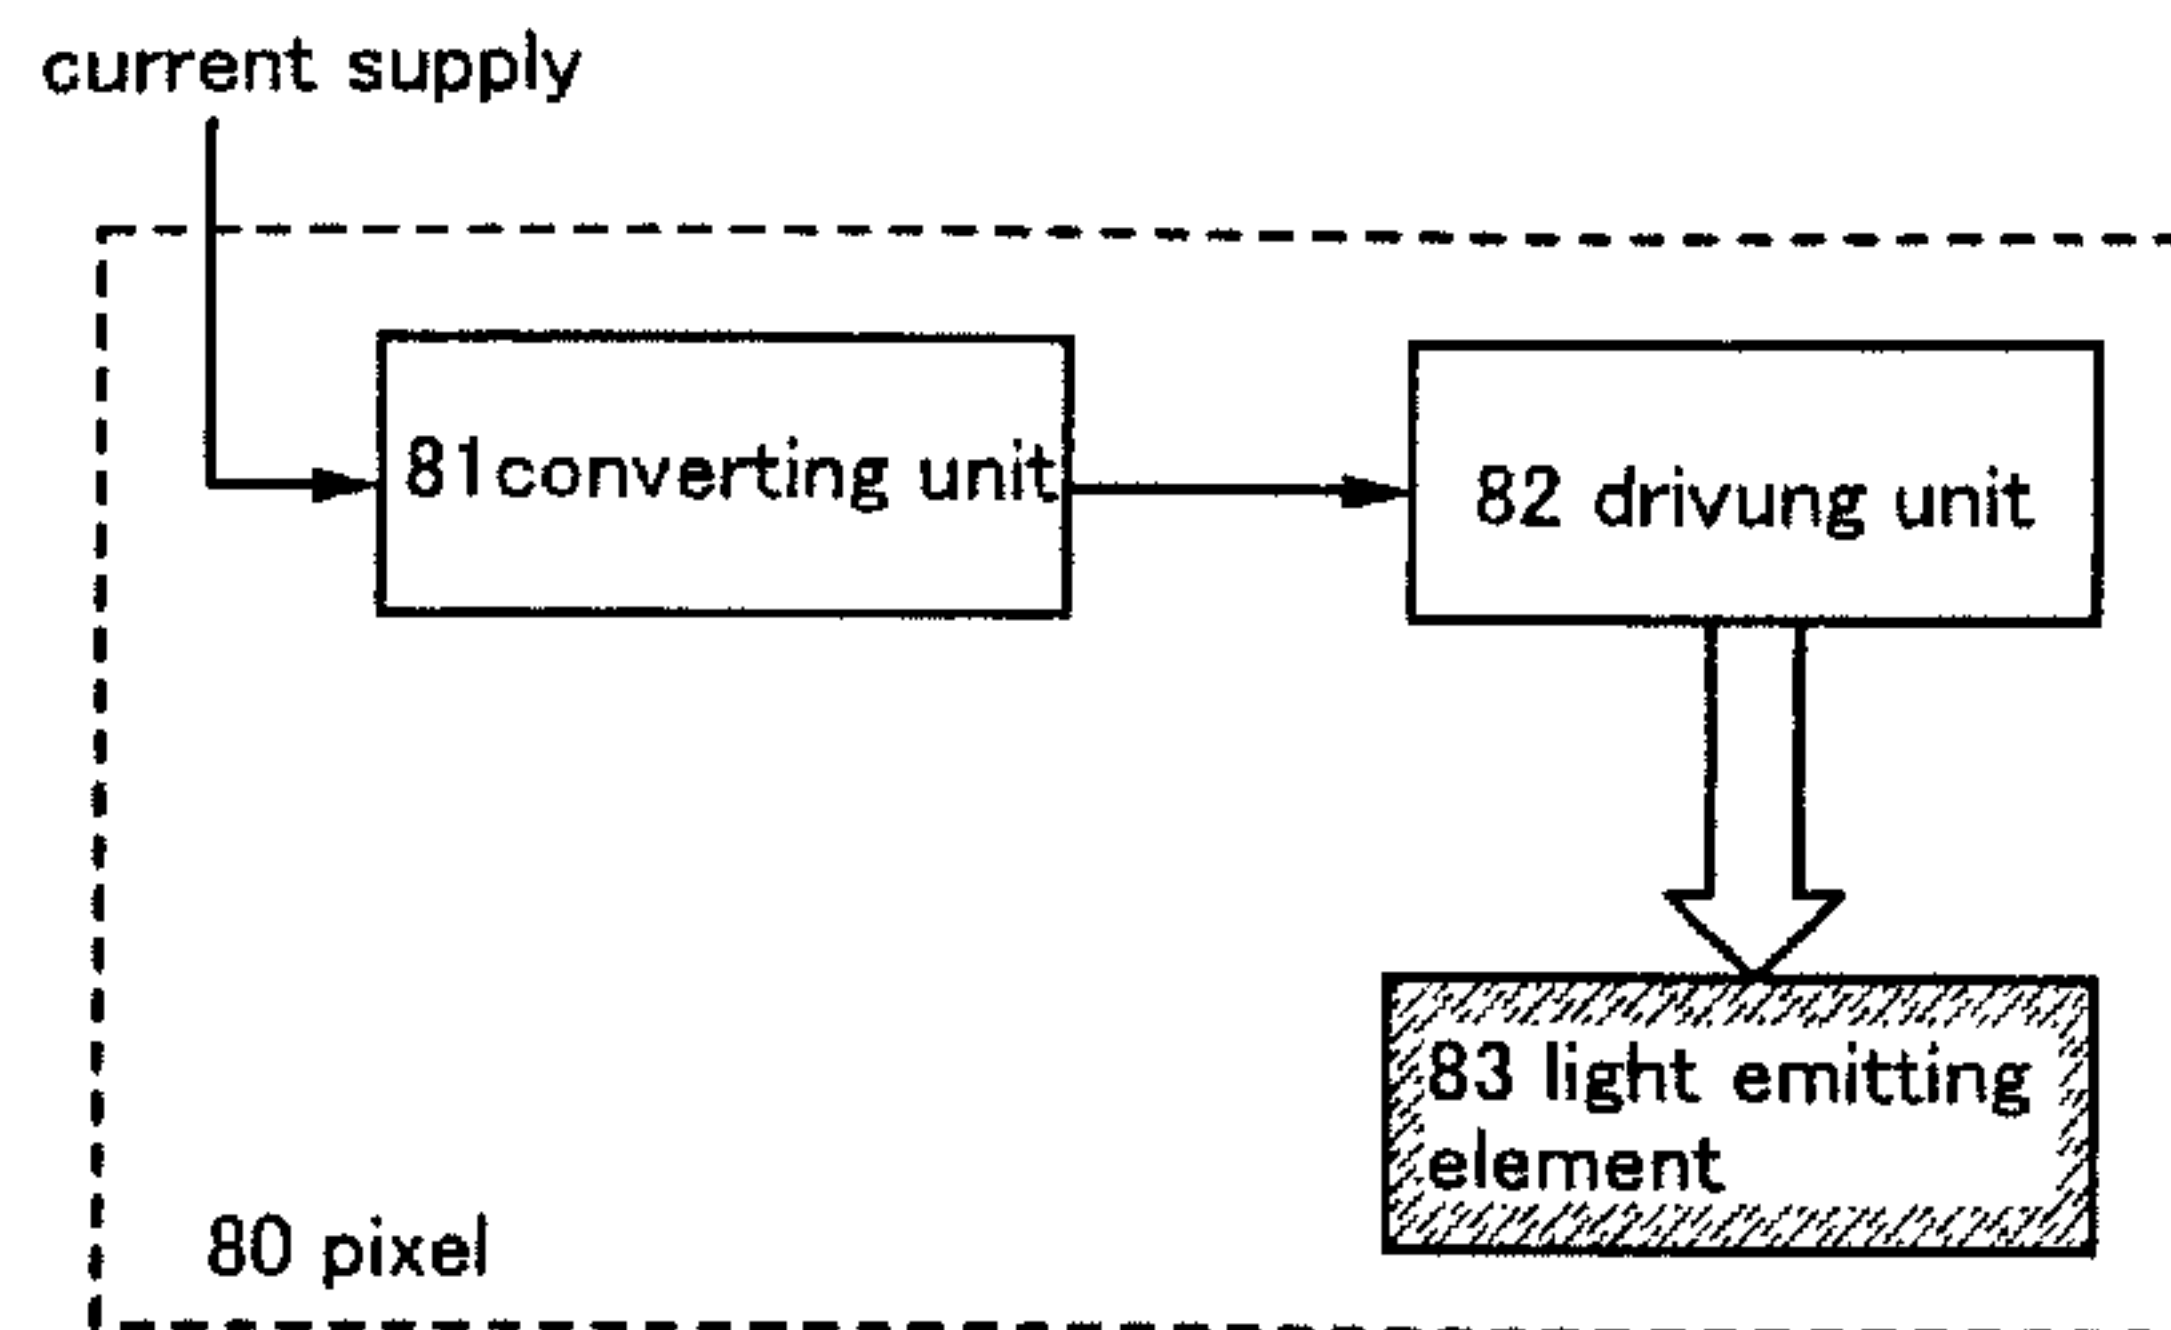 current supply
81converting unit
82 drivung unit
83 light emitting
element
80 pixel